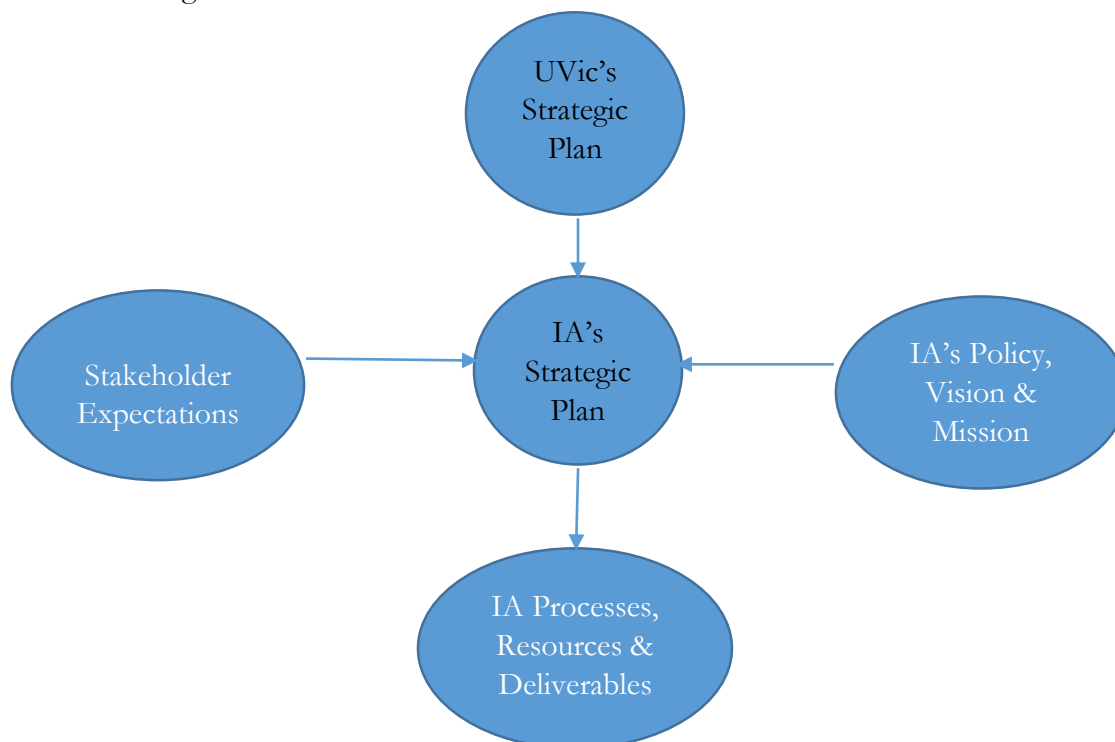 UVic’s
Strategic
Plan
IA’s
Strategic
Plan
Stakeholder
Expectations
IA’s Policy,
Vision &
Mission
IA Processes,
Resources &
Deliverables